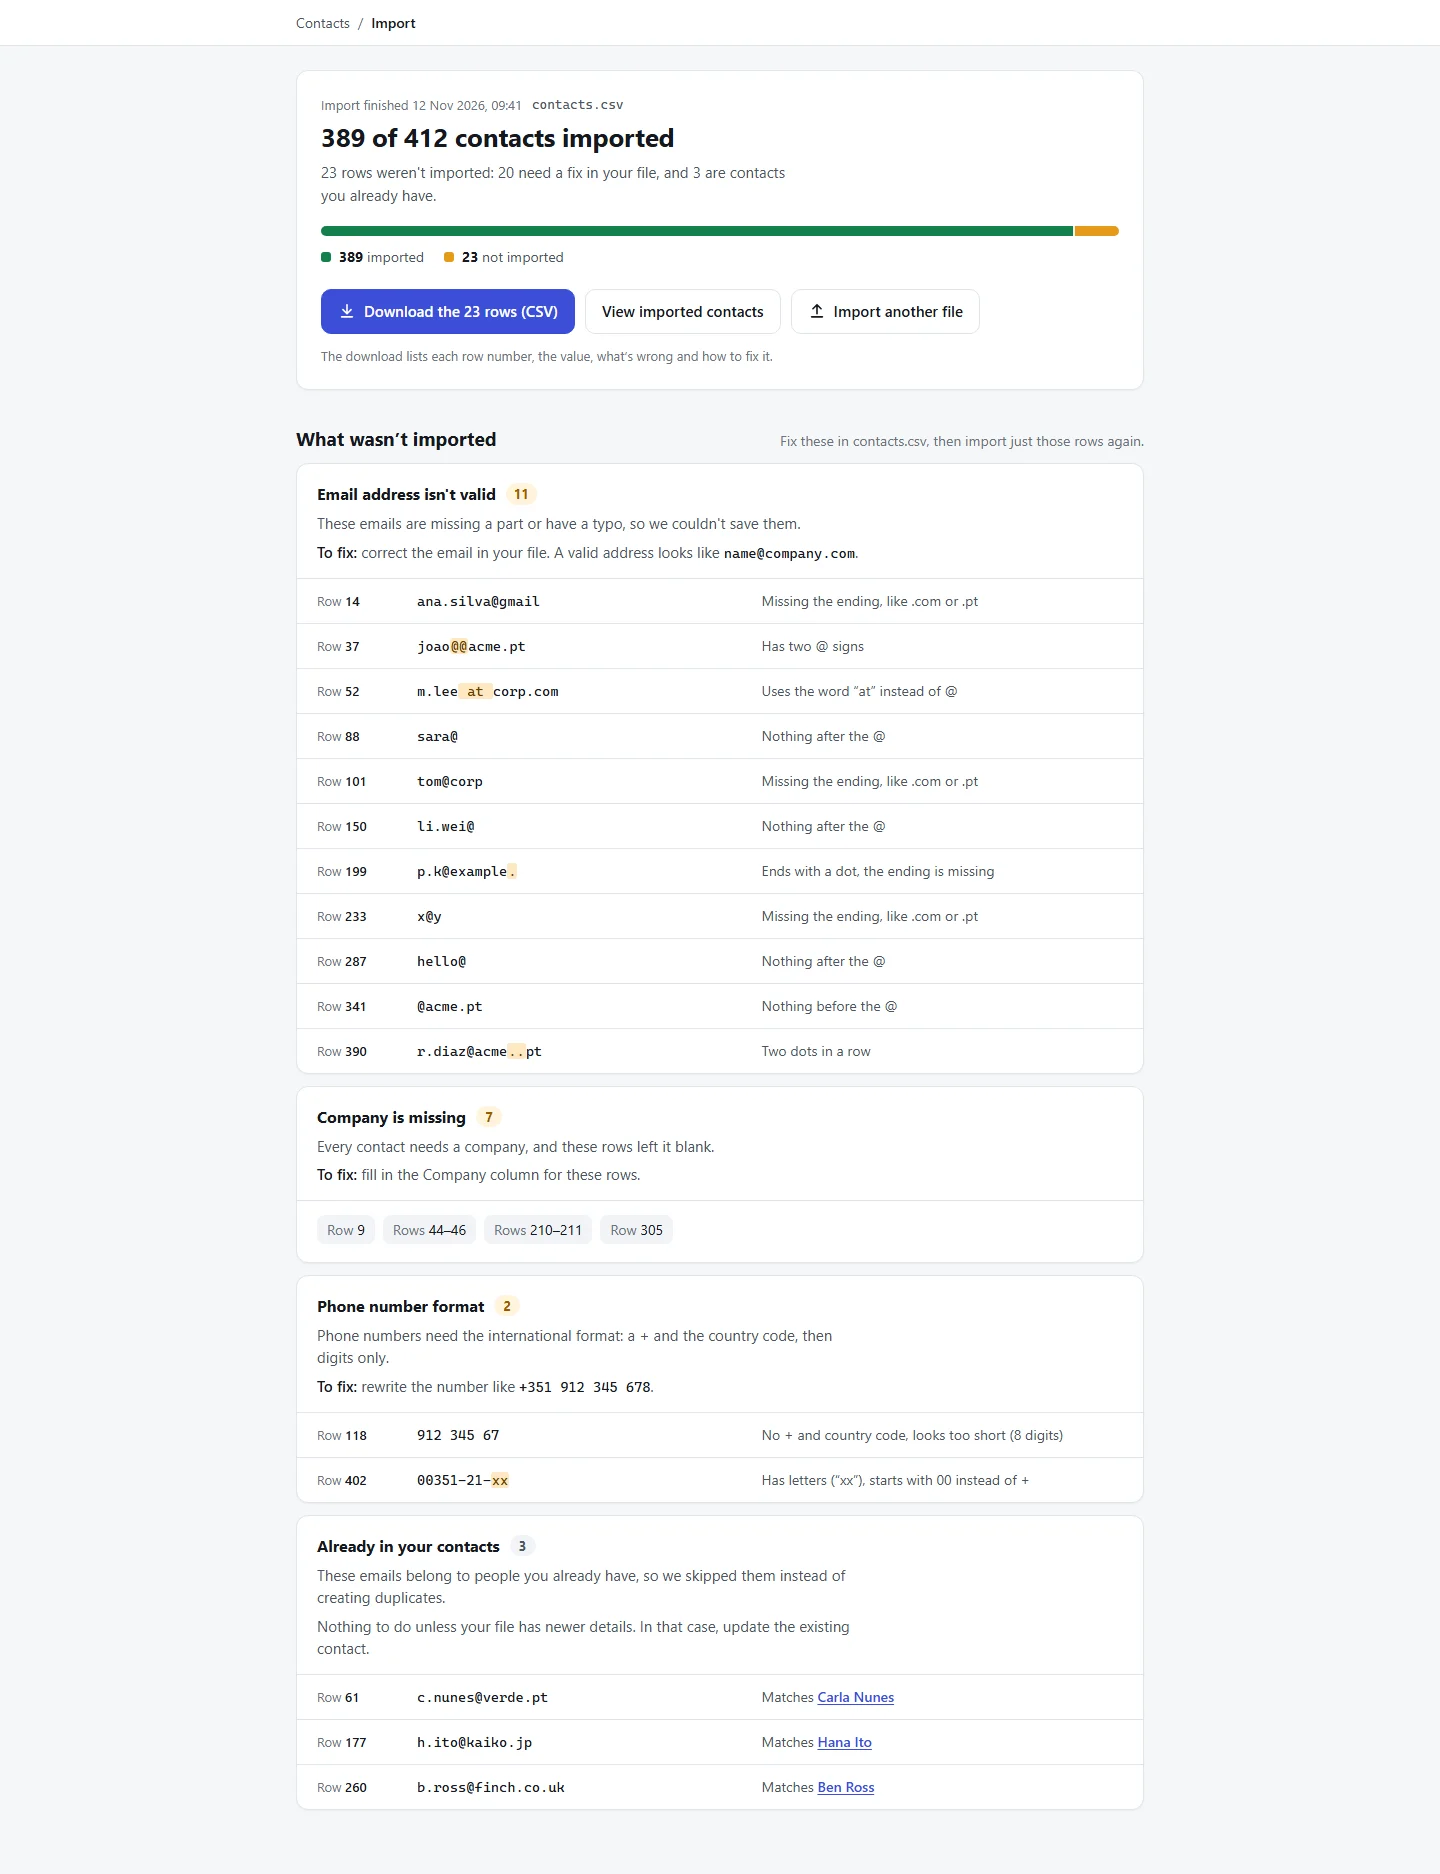 Contacts / Import
Import finished 12 Nov 2026, 09:41 contacts.csv
389 of 412 contacts imported
23 rows weren't imported: 20 need a fix in your file, and 3 are contacts
you already have.
389 imported 23 not imported
Download the 23 rows (CSV) View imported contacts Import another file
The download lists each row number, the value, what's wrong and how to fix it.
What wasn’t imported Fix these in contacts.csv, then import just those rows again.
Email address isn't valid 11
These emails are missing a part or have a typo, so we couldn't save them.
To fix: correct the email in your file. A valid address looks like name@company.com.
Row 14 ana.silva@gmail Missing the ending, like .com or .pt
Row 37 joao@@acme.pt Has two @ signs
Row 52 m.lee at corp.com Uses the word “at” instead of @
Row 88 sara@ Nothing after the @
Row 101 tom@corp Missing the ending, like .com or .pt
Row 150 li.wei@ Nothing after the @
Row 199 p.k@example. Ends with a dot, the ending is missing
Row 233 x@y Missing the ending, like .com or .pt
Row 287 hello@ Nothing after the @
Row 341 @acme.pt Nothing before the @
Row 390 r.diaz@acme..pt Two dots in a row
Company is missing 7
Every contact needs a company, and these rows left it blank.
To fix: fill in the Company column for these rows.
Row 9 Rows 44–46 Rows 210–211 Row 305
Phone number format 2
Phone numbers need the international format: a + and the country code, then
digits only.
To fix: rewrite the number like +351 912 345 678.
Row 118 912 345 67 No + and country code, looks too short (8 digits)
Row 402 00351-21-xx Has letters (“xx”), starts with 00 instead of +
Already in your contacts 3
These emails belong to people you already have, so we skipped them instead of
creating duplicates.
Nothing to do unless your file has newer details. In that case, update the existing
contact.
Row 61 c.nunes@verde.pt Matches Carla Nunes
Row 177 h.ito@kaiko.jp Matches Hana Ito
Row 260 b.ross@finch.co.uk Matches Ben Ross